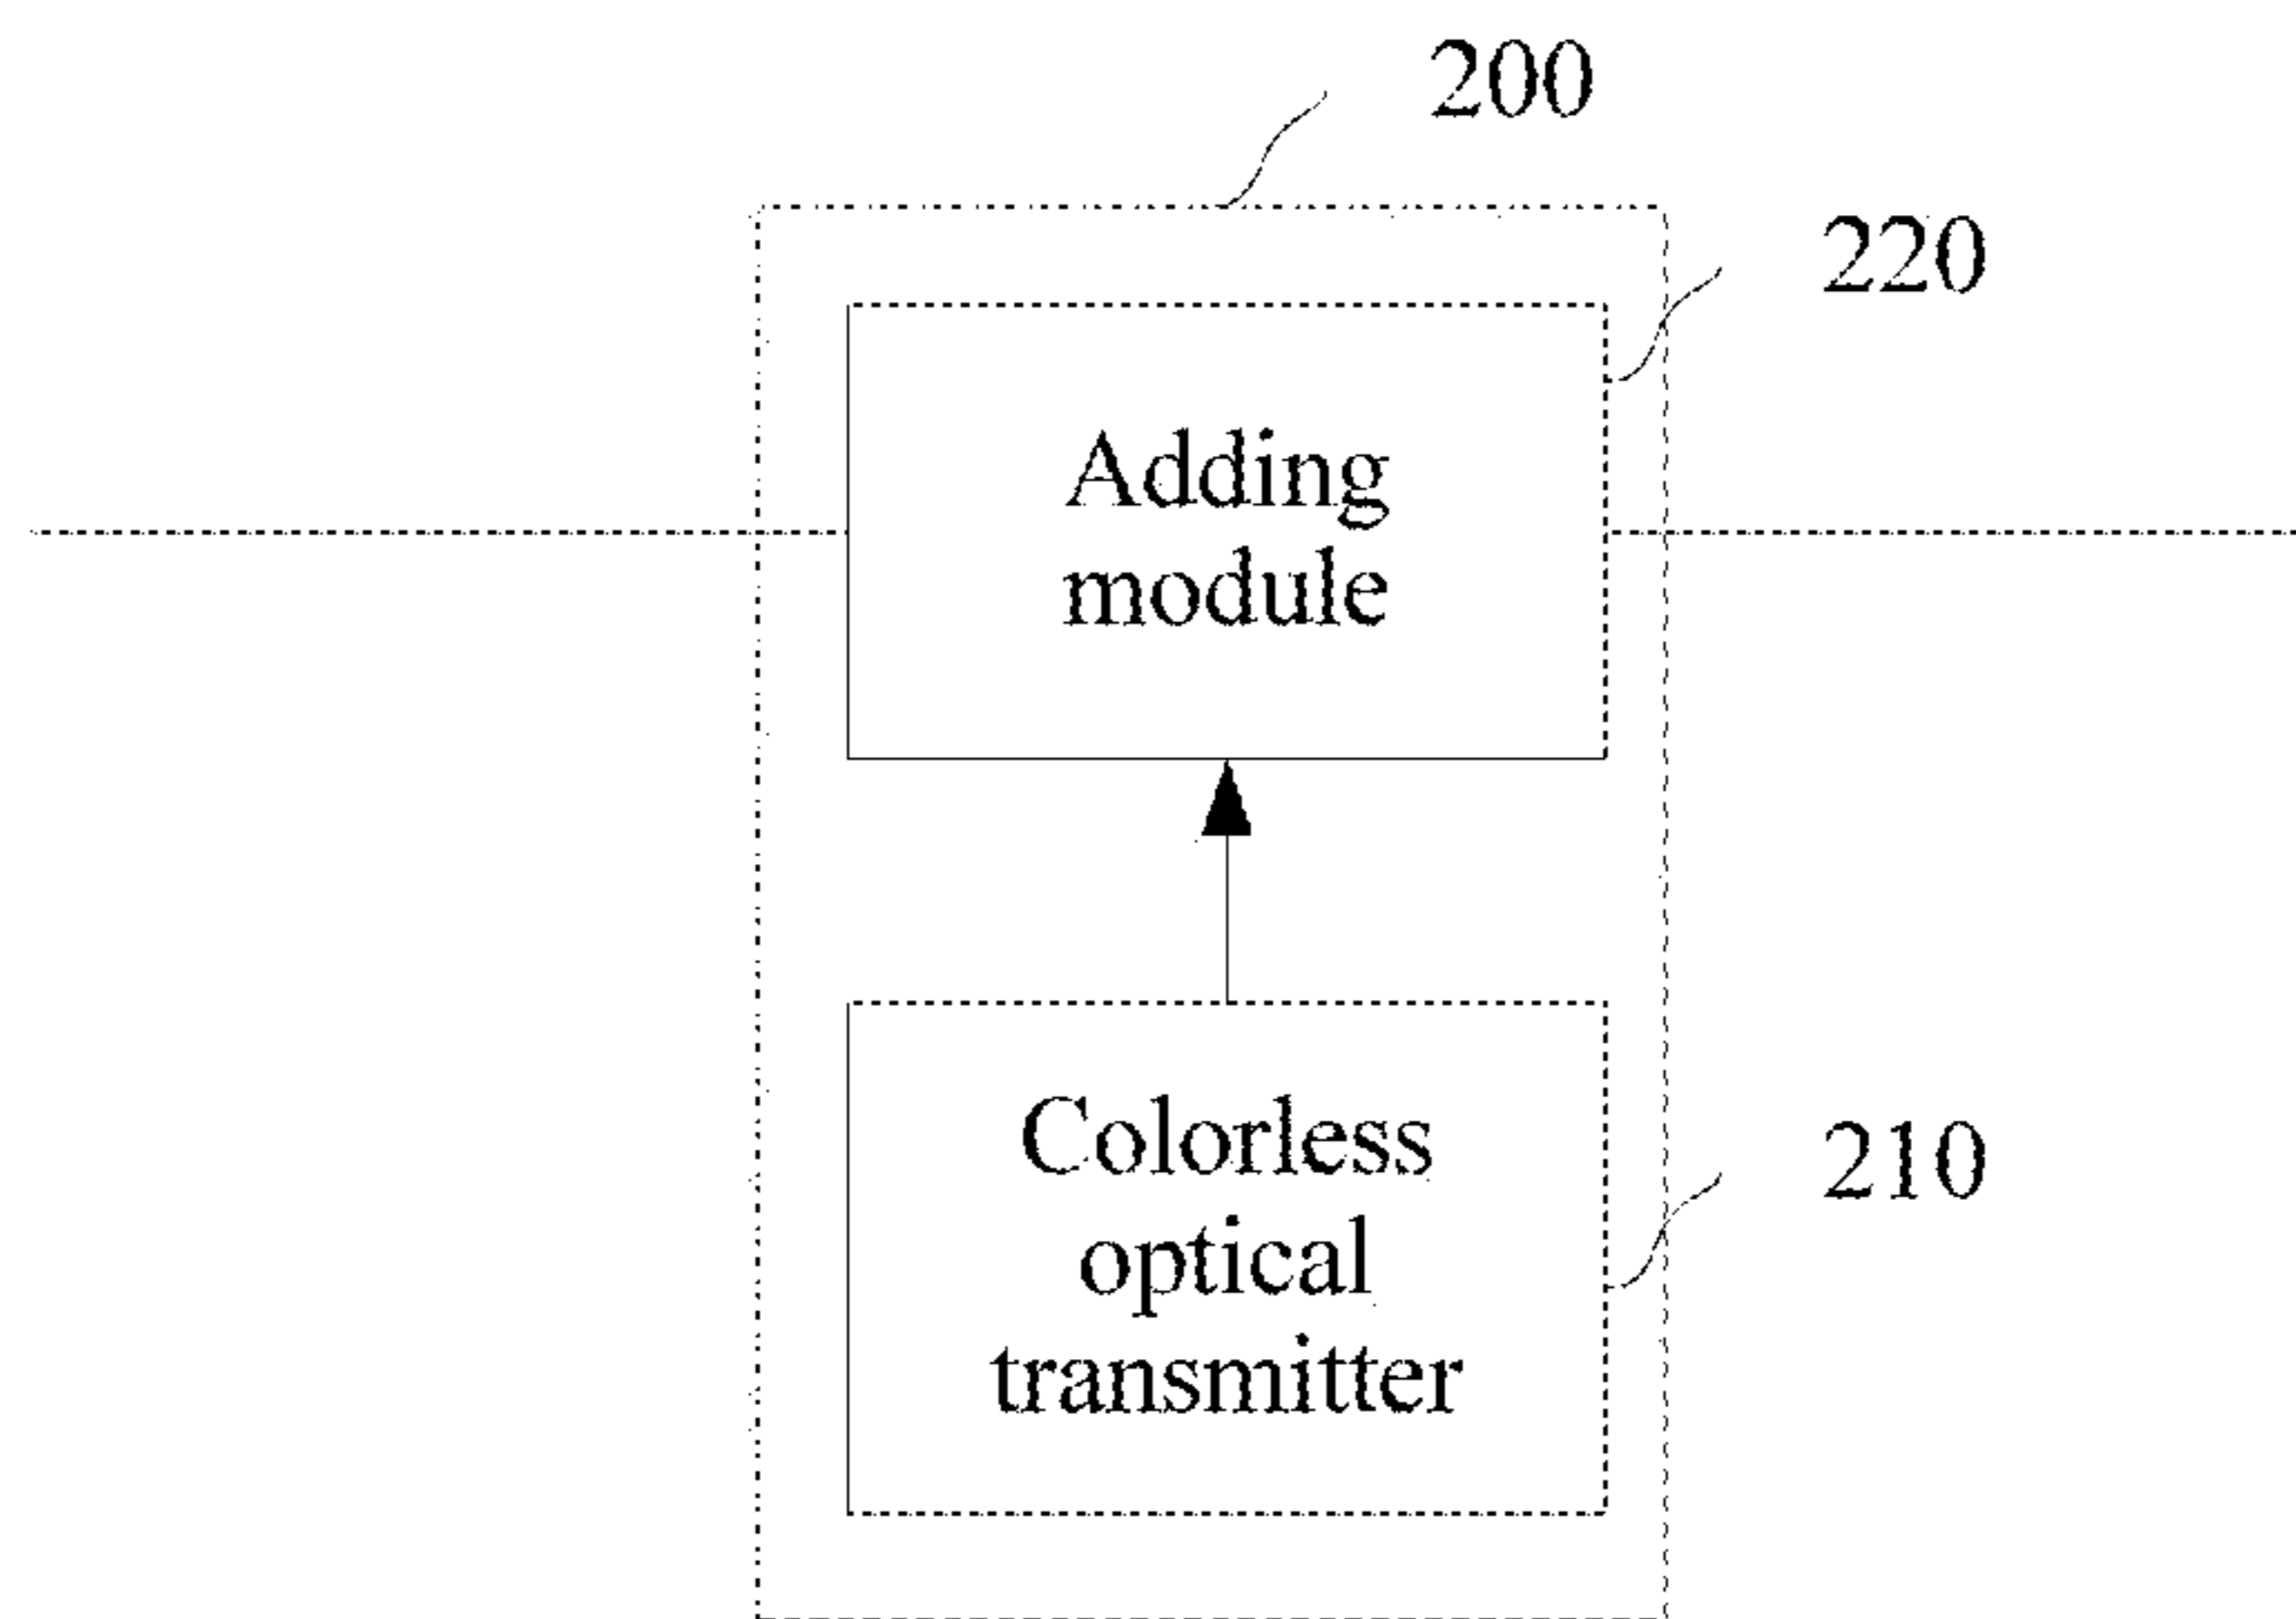 200
220
Adding
module
Colorless
optical
transmitter
210